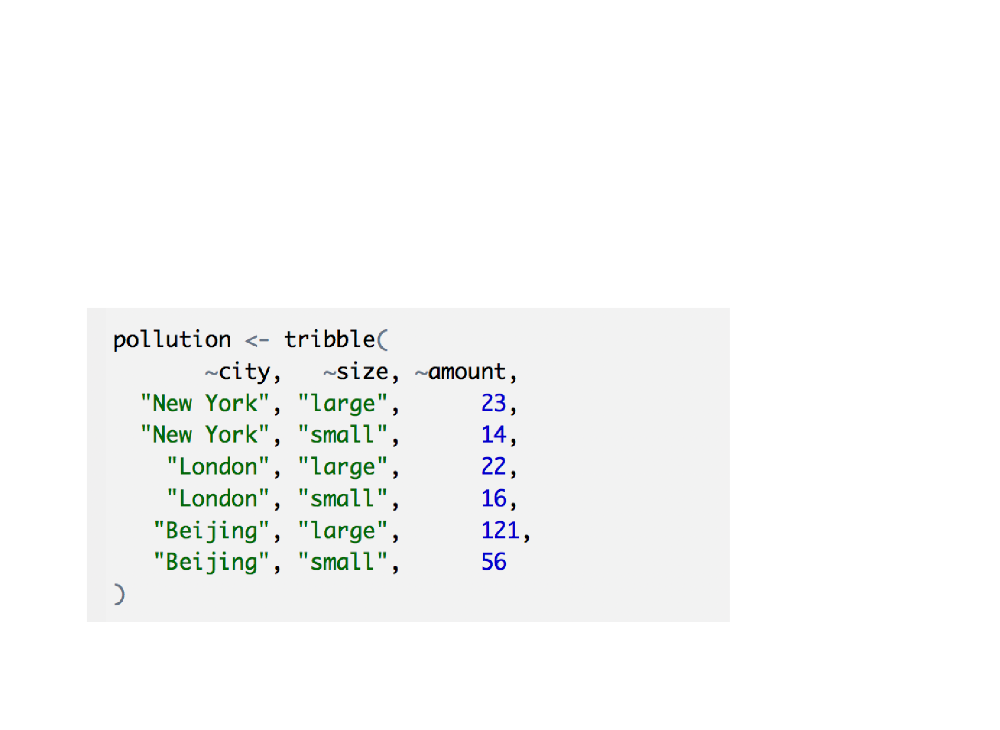 pollution <- tribble(
       ~city,   ~size, ~amount,
  "New York", "large",      23,
  "New York", "small",      14,
    "London", "large",      22,
    "London", "small",      16,
   "Beijing", "large",      121,
   "Beijing", "small",      56
)